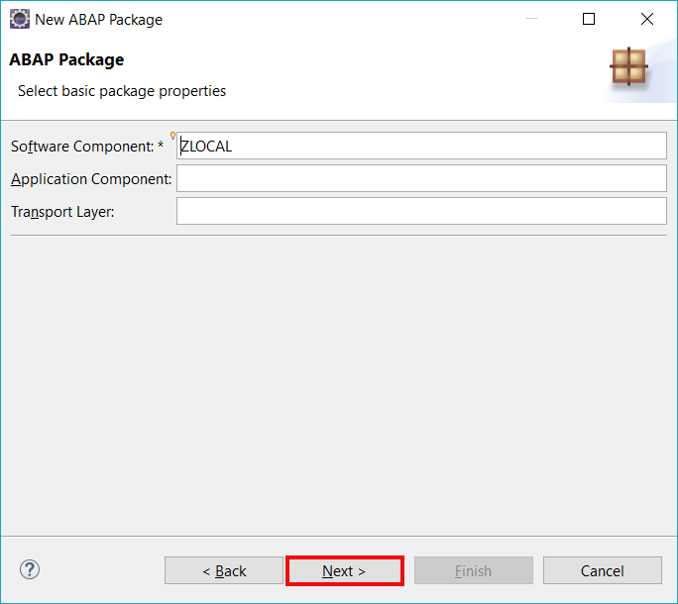 New ABAP Package
ABAP Package
Select basic package properties
Software Component: * ZLOCAL
Application Component:
Transport Layer:
? < Back Next > Finish Cancel